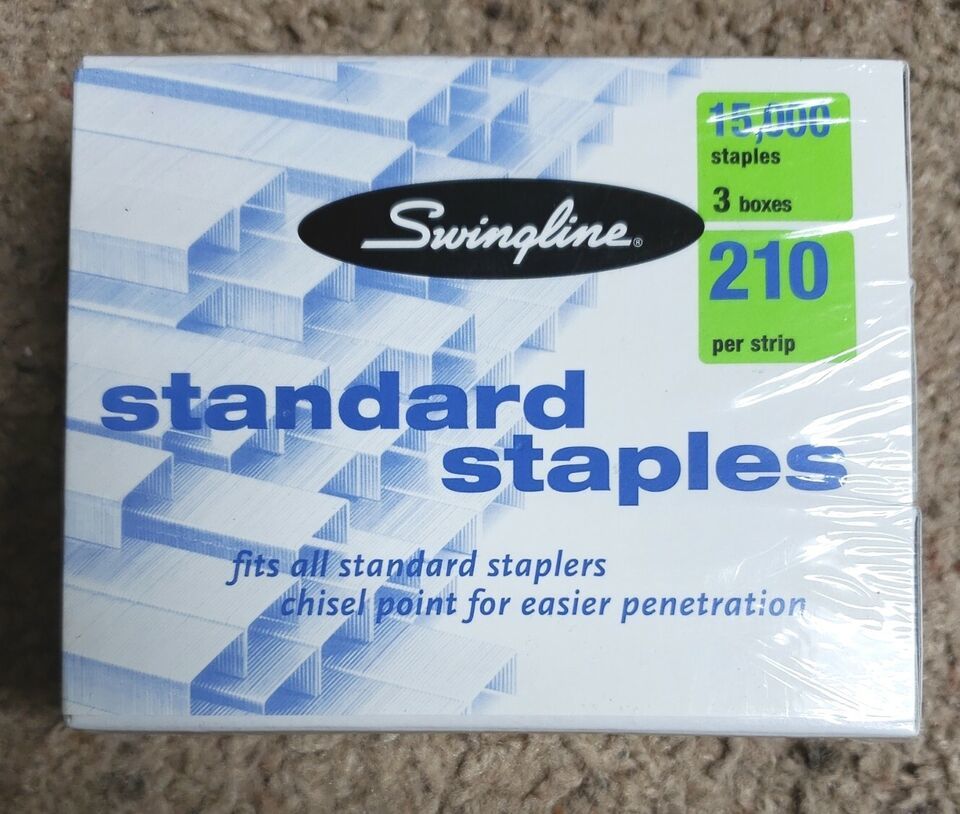 15,000
staples
3 boxes
Swingline®
210
per strip
standard
staples
fits all standard staplers
chisel point for easier penetration